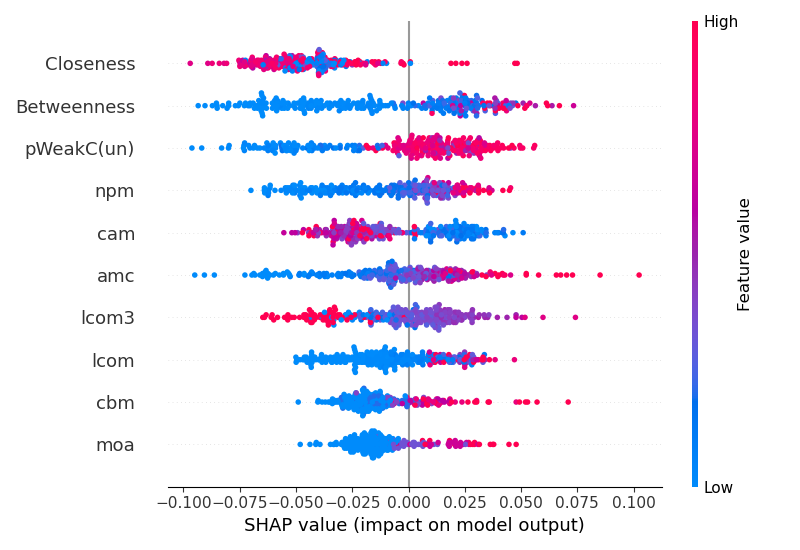 High
Closeness
Betweenness
pWeakC(un)
npm
cam
amc
lcom3
lcom
cbm
moa
Feature value
Low
−0.100 −0.075 −0.050 −0.025 0.000 0.025 0.050 0.075 0.100
SHAP value (impact on model output)